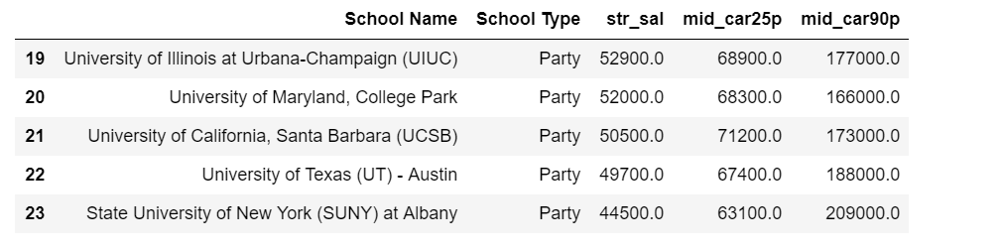 School Name School Type str_sal mid_car25p mid_car90p
19 University of Illinois at Urbana-Champaign (UIUC) Party 52900.0 68900.0 177000.0
20 University of Maryland, College Park Party 52000.0 68300.0 166000.0
21 University of California, Santa Barbara (UCSB) Party 50500.0 71200.0 173000.0
22 University of Texas (UT) - Austin Party 49700.0 67400.0 188000.0
23 State University of New York (SUNY) at Albany Party 44500.0 63100.0 209000.0